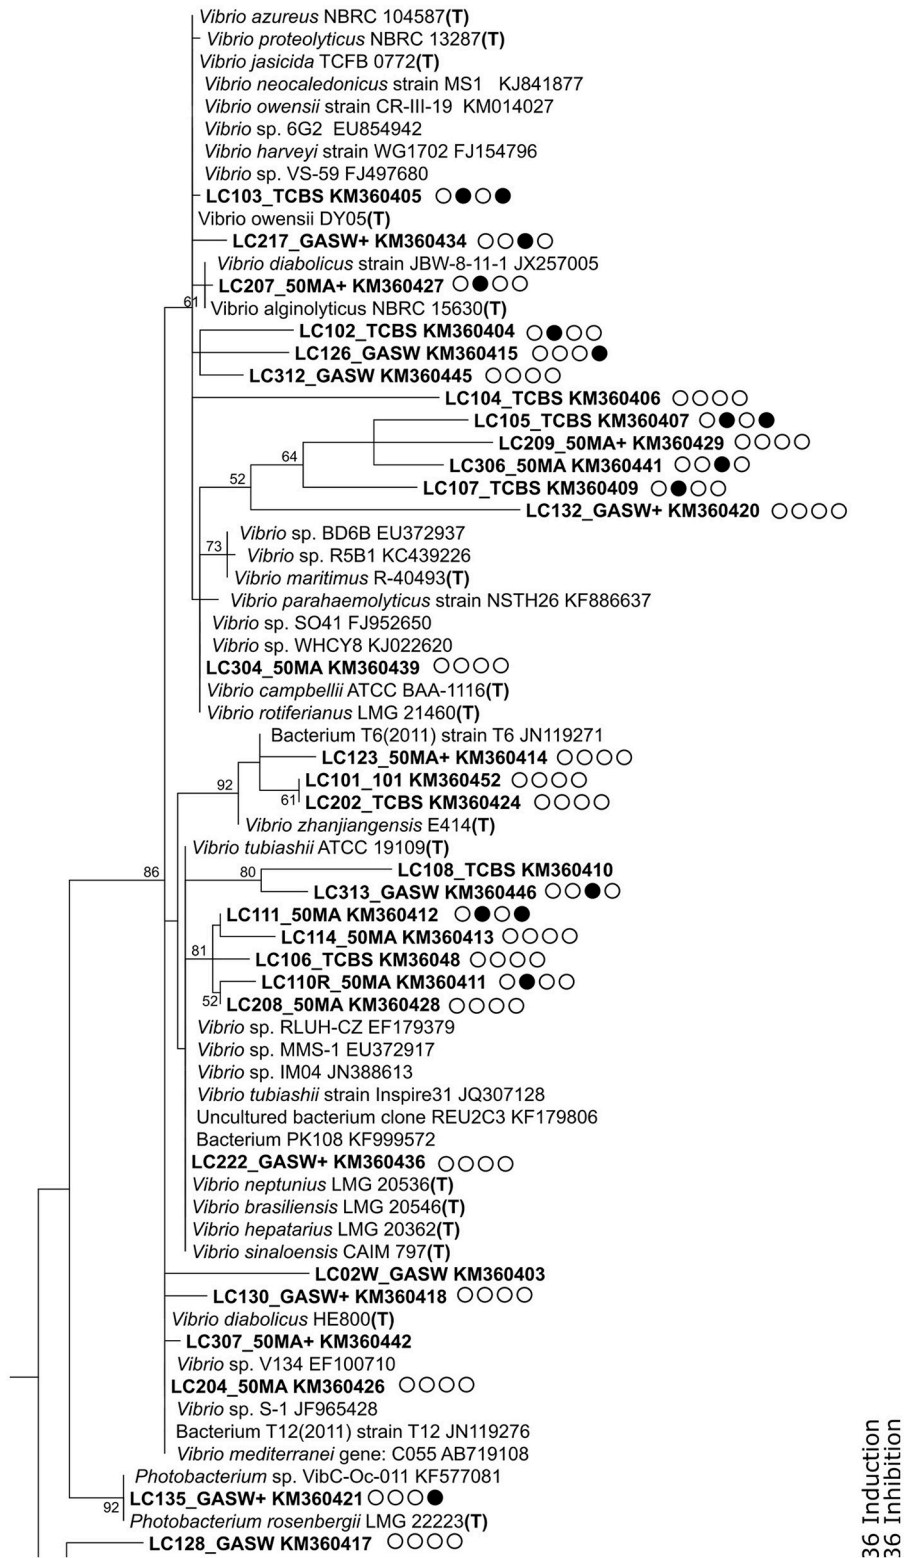 Vibrio azureus NBRC 104587(T)
Vibrio proteolyticus NBRC 13287(T)
Vibrio jasicida TCFB 0772(T)
Vibrio neocaledonicus strain MS1 KJ841877
Vibrio owensii strain CR-III-19 KM014027
Vibrio sp. 6G2 EU854942
Vibrio harveyi strain WG1702 FJ154796
Vibrio sp. VS-59 FJ497680
LC103_TCBS KM360405
Vibrio owensii DY05(T)
LC217_GASW+ KM360434
Vibrio diabolicus strain JBW-8-11-1 JX257005
LC207_50MA+ KM360427
61
Vibrio alginolyticus NBRC 15630(T)
LC102_TCBS KM360404
LC126_GASW KM360415
LC312_GASW KM360445
LC104_TCBS KM360406
LC105_TCBS KM360407
LC209_50MA+ KM360429
64
LC306_50MA KM360441
52
LC107_TCBS KM360409
LC132_GASW+ KM360420
Vibrio sp. BD6B EU372937
73
Vibrio sp. R5B1 KC439226
Vibrio maritimus R-40493(T)
Vibrio parahaemolyticus strain NSTH26 KF886637
Vibrio sp. SO41 FJ952650
Vibrio sp. WHCY8 KJ022620
LC304_50MA KM360439
Vibrio campbellii ATCC BAA-1116(T)
Vibrio rotiferianus LMG 21460(T)
Bacterium T6(2011) strain T6 JN119271
LC123_50MA+ KM360414
92
LC101_101 KM360452
61
LC202_TCBS KM360424
Vibrio zhanjiangensis E414(T)
Vibrio tubiashii ATCC 19109(T)
86
80
LC108_TCBS KM360410
LC313_GASW KM360446
LC111_50MA KM360412
LC114_50MA KM360413
81
LC106_TCBS KM36048
LC110R_50MA KM360411
52
LC208_50MA KM360428
Vibrio sp. RLUH-CZ EF179379
Vibrio sp. MMS-1 EU372917
Vibrio sp. IM04 JN388613
Vibrio tubiashii strain Inspire31 JQ307128
Uncultured bacterium clone REU2C3 KF179806
Bacterium PK108 KF999572
LC222_GASW+ KM360436
Vibrio neptunius LMG 20536(T)
Vibrio brasiliensis LMG 20546(T)
Vibrio hepatarius LMG 20362(T)
Vibrio sinaloensis CAIM 797(T)
LC02W_GASW KM360403
LC130_GASW+ KM360418
Vibrio diabolicus HE800(T)
LC307_50MA+ KM360442
Vibrio sp. V134 EF100710
LC204_50MA KM360426
Vibrio sp. S-1 JF965428
Bacterium T12(2011) strain T12 JN119276
Vibrio mediterranei gene: C055 AB719108
Photobacterium sp. VibC-Oc-011 KF577081
92
LC135_GASW+ KM360421
Photobacterium rosenbergii LMG 22223(T)
LC128_GASW KM360417
36 Induction
36 Inhibition